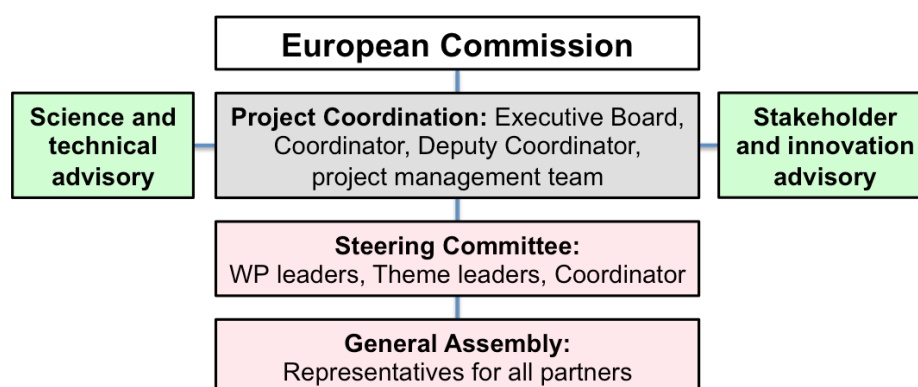 European Commission
Science and
technical
advisory
Project Coordination: Executive Board,
Coordinator, Deputy Coordinator,
project management team
Stakeholder
and innovation
advisory
Steering Committee:
WP leaders, Theme leaders, Coordinator
General Assembly:
Representatives for all partners